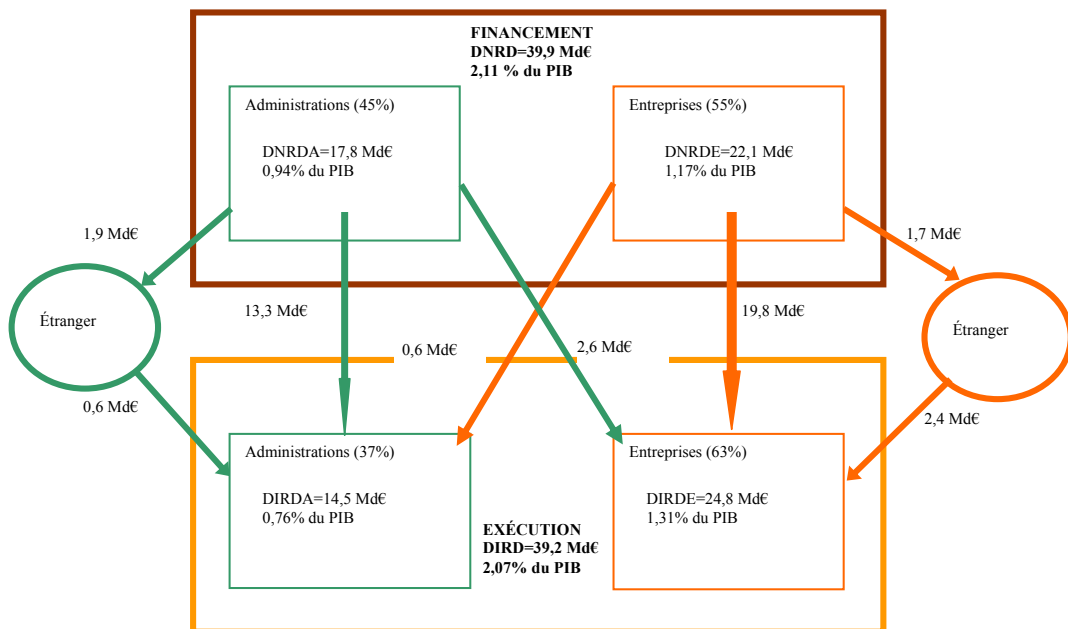 FINANCEMENT
DNRD=39,9 Md€
2,11 % du PIB
Administrations (45%)
DNRDA=17,8 Md€
0,94% du PIB
Entreprises (55%)
DNRDE=22,1 Md€
1,17% du PIB
1,9 Md€
1,7 Md€
Étranger
13,3 Md€
19,8 Md€
Étranger
0,6 Md€
2,6 Md€
0,6 Md€
2,4 Md€
Administrations (37%)
DIRDA=14,5 Md€
0,76% du PIB
Entreprises (63%)
DIRDE=24,8 Md€
1,31% du PIB
EXÉCUTION
DIRD=39,2 Md€
2,07% du PIB